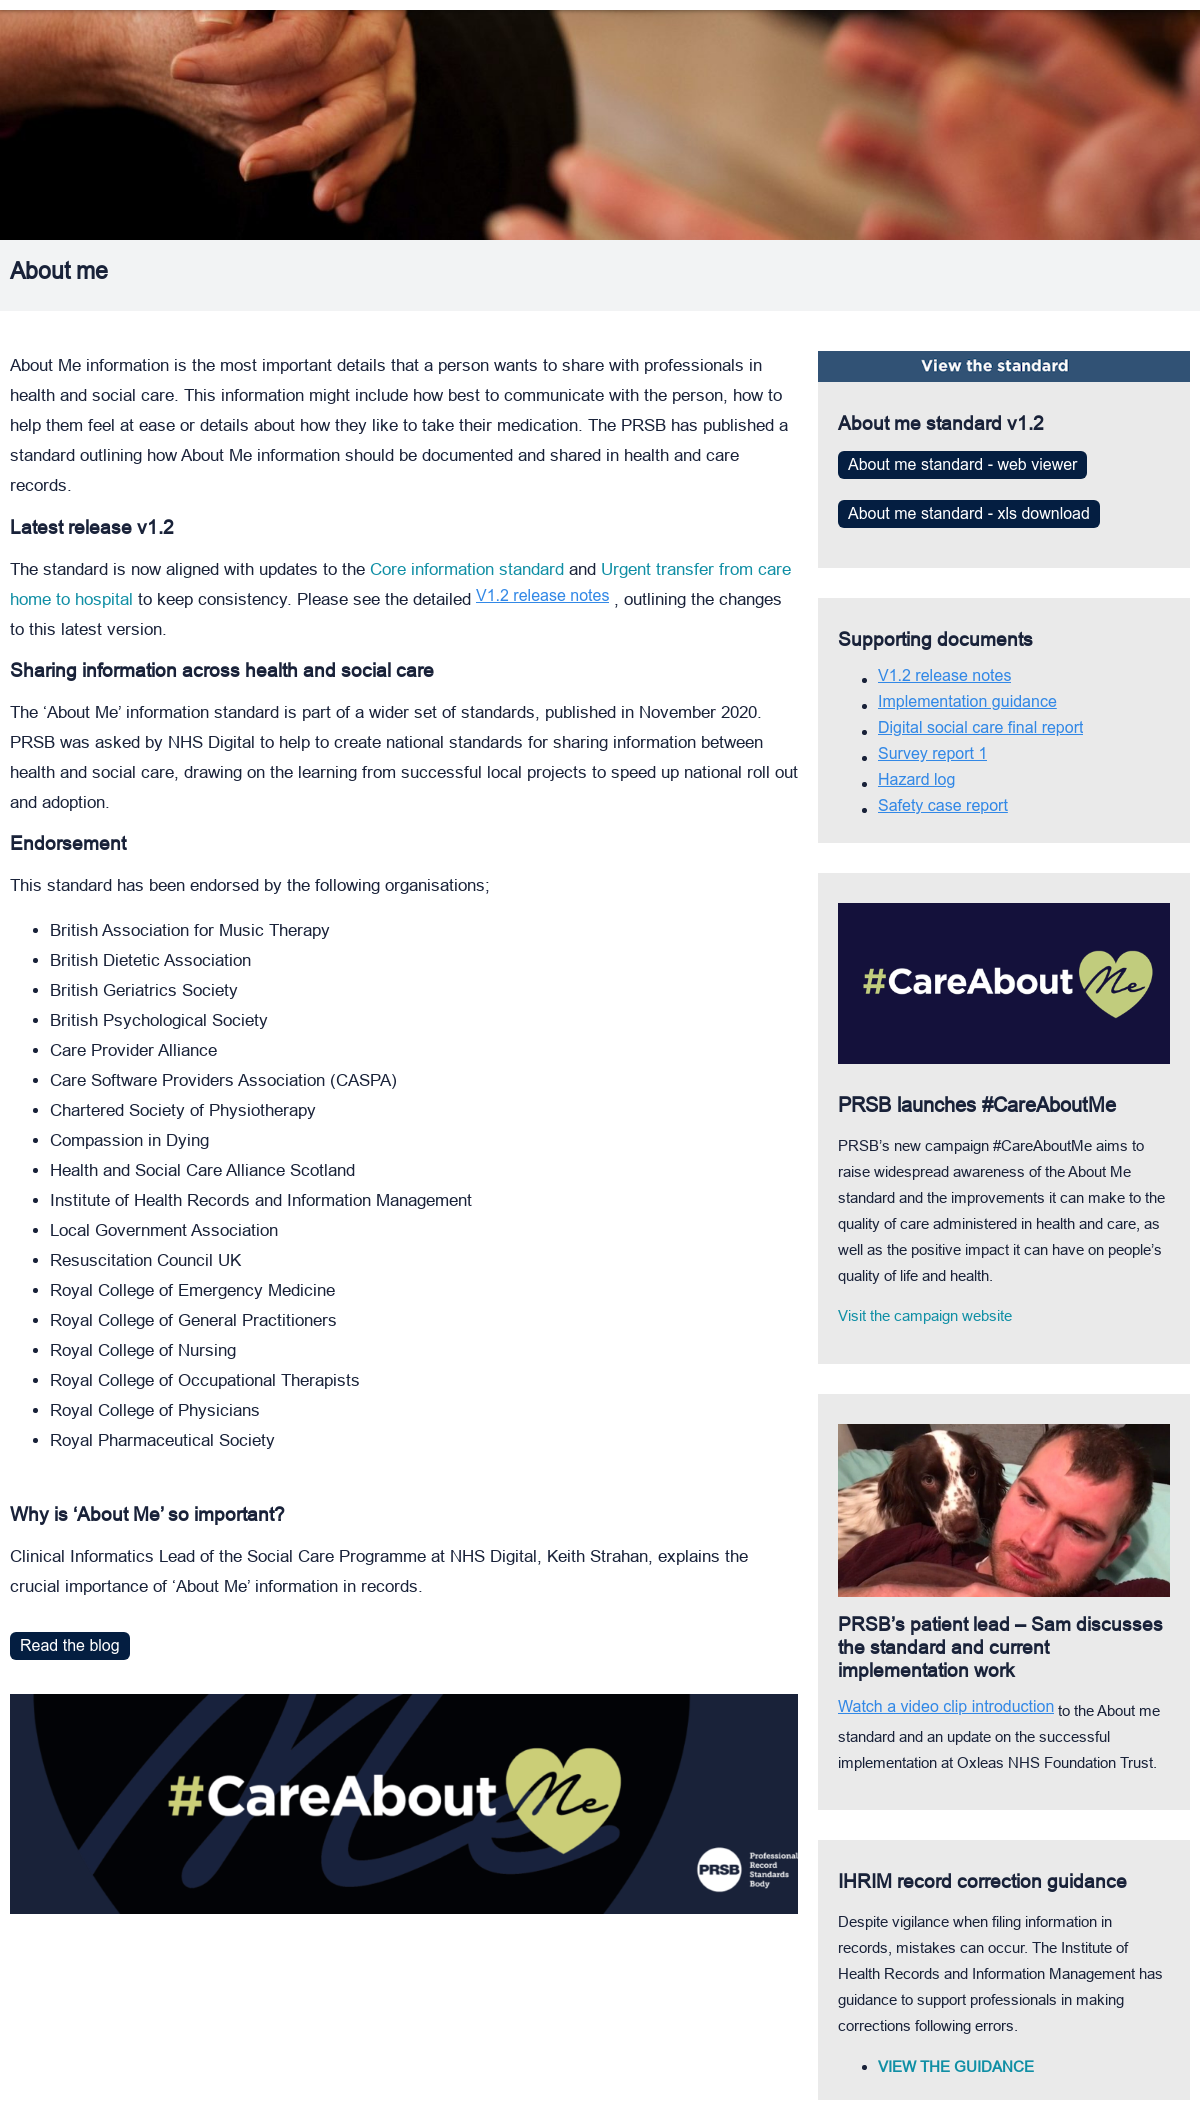 About me
About Me information is the most important details that a person wants to share with professionals in
health and social care. This information might include how best to communicate with the person, how to
help them feel at ease or details about how they like to take their medication. The PRSB has published a
standard outlining how About Me information should be documented and shared in health and care
records.
Latest release v1.2
The standard is now aligned with updates to the Core information standard and Urgent transfer from care
home to hospital to keep consistency. Please see the detailed V1.2 release notes , outlining the changes
to this latest version.
Sharing information across health and social care
The ‘About Me’ information standard is part of a wider set of standards, published in November 2020.
PRSB was asked by NHS Digital to help to create national standards for sharing information between
health and social care, drawing on the learning from successful local projects to speed up national roll out
and adoption.
Endorsement
This standard has been endorsed by the following organisations;
• British Association for Music Therapy
• British Dietetic Association
• British Geriatrics Society
• British Psychological Society
• Care Provider Alliance
• Care Software Providers Association (CASPA)
• Chartered Society of Physiotherapy
• Compassion in Dying
• Health and Social Care Alliance Scotland
• Institute of Health Records and Information Management
• Local Government Association
• Resuscitation Council UK
• Royal College of Emergency Medicine
• Royal College of General Practitioners
• Royal College of Nursing
• Royal College of Occupational Therapists
• Royal College of Physicians
• Royal Pharmaceutical Society
Why is ‘About Me’ so important?
Clinical Informatics Lead of the Social Care Programme at NHS Digital, Keith Strahan, explains the
crucial importance of ‘About Me’ information in records.
Read the blog
Me
#CareAbout Me
PRSB
Professional
Record
Standards
Body
View the standard
About me standard v1.2
About me standard - web viewer
About me standard - xls download
Supporting documents
• V1.2 release notes
• Implementation guidance
• Digital social care final report
• Survey report 1
• Hazard log
• Safety case report
#CareAbout Me
PRSB launches #CareAboutMe
PRSB’s new campaign #CareAboutMe aims to
raise widespread awareness of the About Me
standard and the improvements it can make to the
quality of care administered in health and care, as
well as the positive impact it can have on people’s
quality of life and health.
Visit the campaign website
PRSB’s patient lead – Sam discusses
the standard and current
implementation work
Watch a video clip introduction to the About me
standard and an update on the successful
implementation at Oxleas NHS Foundation Trust.
IHRIM record correction guidance
Despite vigilance when filing information in
records, mistakes can occur. The Institute of
Health Records and Information Management has
guidance to support professionals in making
corrections following errors.
• VIEW THE GUIDANCE